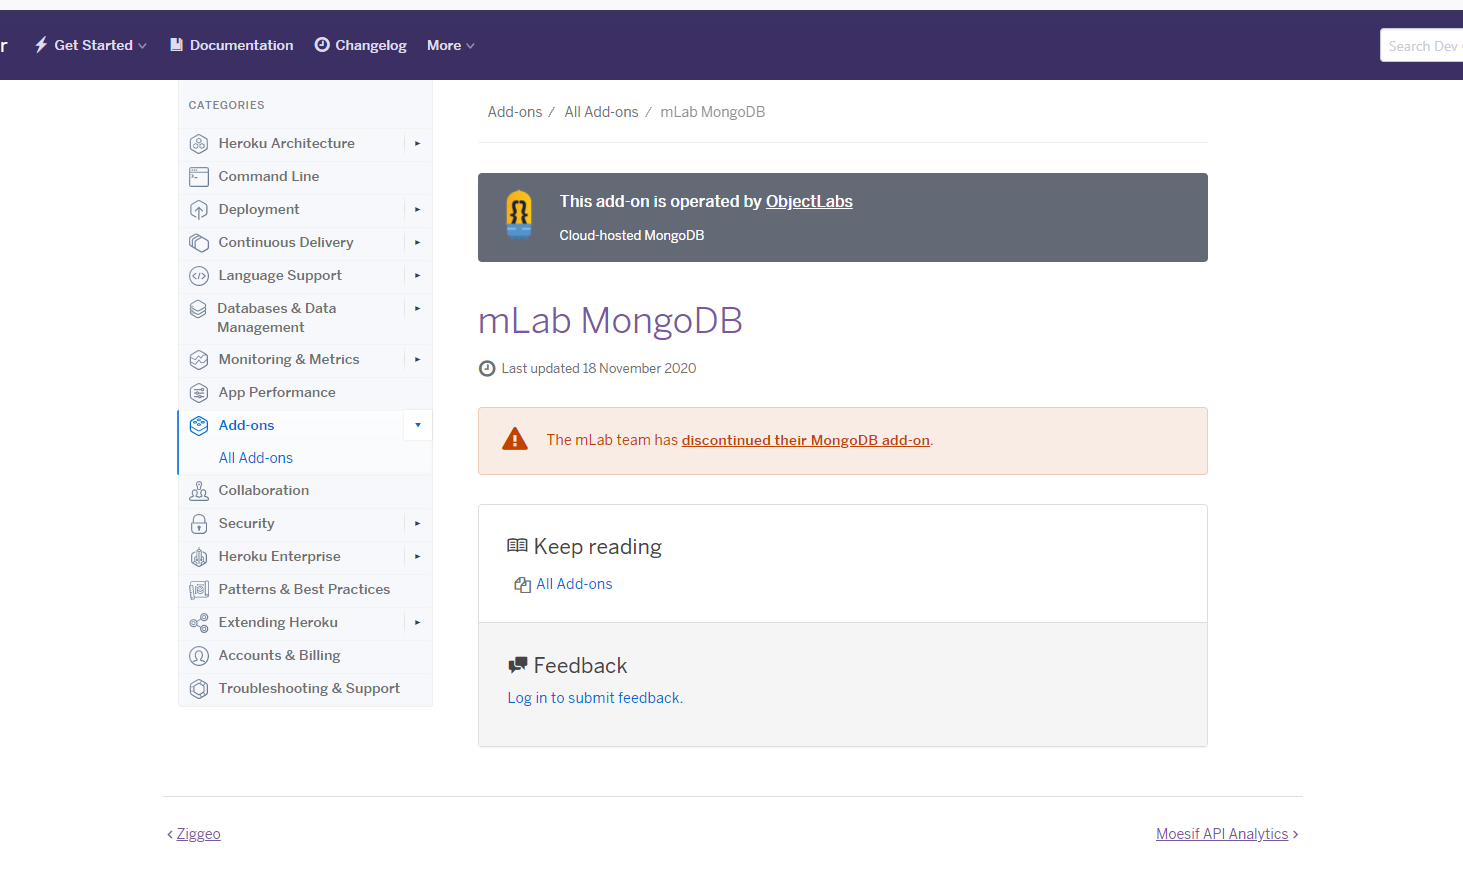 r
Get Started
Documentation
Changelog
More
Search Dev
CATEGORIES
Heroku Architecture
Command Line
Deployment
Continuous Delivery
Language Support
Databases & Data
Management
Monitoring & Metrics
App Performance
Add-ons
All Add-ons
Collaboration
Security
Heroku Enterprise
Patterns & Best Practices
Extending Heroku
Accounts & Billing
Troubleshooting & Support
Add-ons / All Add-ons / mLab MongoDB
This add-on is operated by ObjectLabs
Cloud-hosted MongoDB
mLab MongoDB
Last updated 18 November 2020
The mLab team has discontinued their MongoDB add-on.
Keep reading
All Add-ons
Feedback
Log in to submit feedback.
‹ Ziggeo
Moesif API Analytics ›